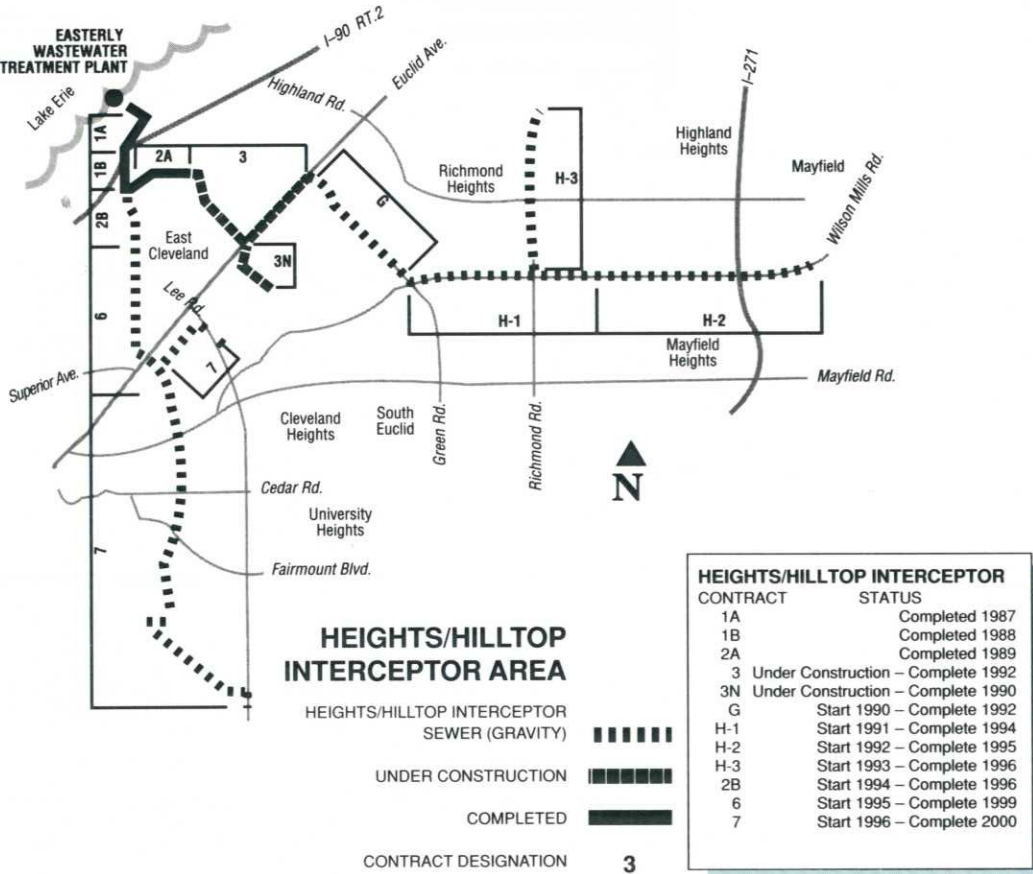 EASTERLY
WASTEWATER
TREATMENT PLANT
Lake Erie
I-90 RT.2
Euclid Ave.
Highland Rd.
I-271
1A
1B
2A
3
2B
G
H-3
Richmond
Heights
Highland
Heights
Mayfield
Wilson Mills Rd.
East
Cleveland
3N
Lee Rd.
6
7
H-1
H-2
Mayfield
Heights
Superior Ave.
Mayfield Rd.
Cleveland
Heights
South
Euclid
Green Rd.
Richmond Rd.
N
Cedar Rd.
University
Heights
7
Fairmount Blvd.
HEIGHTS/HILLTOP
INTERCEPTOR AREA
HEIGHTS/HILLTOP INTERCEPTOR
SEWER (GRAVITY)
UNDER CONSTRUCTION
COMPLETED
CONTRACT DESIGNATION 3
HEIGHTS/HILLTOP INTERCEPTOR
CONTRACT STATUS
1A Completed 1987
1B Completed 1988
2A Completed 1989
3 Under Construction – Complete 1992
3N Under Construction – Complete 1990
G Start 1990 – Complete 1992
H-1 Start 1991 – Complete 1994
H-2 Start 1992 – Complete 1995
H-3 Start 1993 – Complete 1996
2B Start 1994 – Complete 1996
6 Start 1995 – Complete 1999
7 Start 1996 – Complete 2000